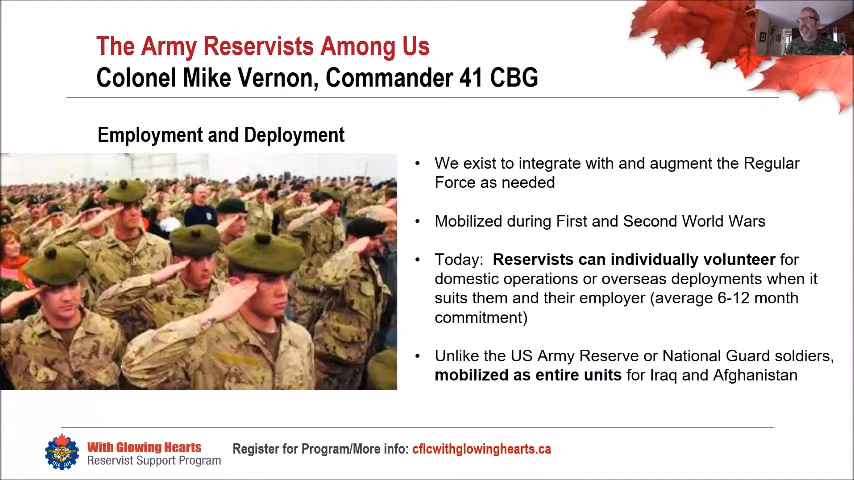 The Army Reservists Among Us
Colonel Mike Vernon, Commander 41 CBG
Employment and Deployment
• We exist to integrate with and augment the Regular
Force as needed
• Mobilized during First and Second World Wars
• Today: Reservists can individually volunteer for
domestic operations or overseas deployments when it
suits them and their employer (average 6-12 month
commitment)
• Unlike the US Army Reserve or National Guard soldiers,
mobilized as entire units for Iraq and Afghanistan
With Glowing Hearts
Reservist Support Program
Register for Program/More info: cflcwithglowinghearts.ca